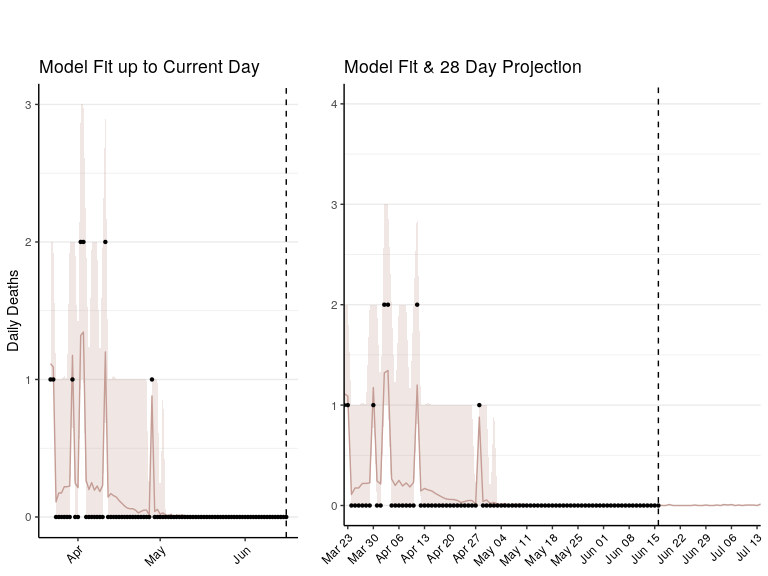 Model Fit up to Current Day
Model Fit & 28 Day Projection
Daily Deaths
3
2
1
0
Apr
May
Jun
4
3
2
1
0
Mar 23
Mar 30
Apr 06
Apr 13
Apr 20
Apr 27
May 04
May 11
May 18
May 25
Jun 01
Jun 08
Jun 15
Jun 22
Jun 29
Jul 06
Jul 13